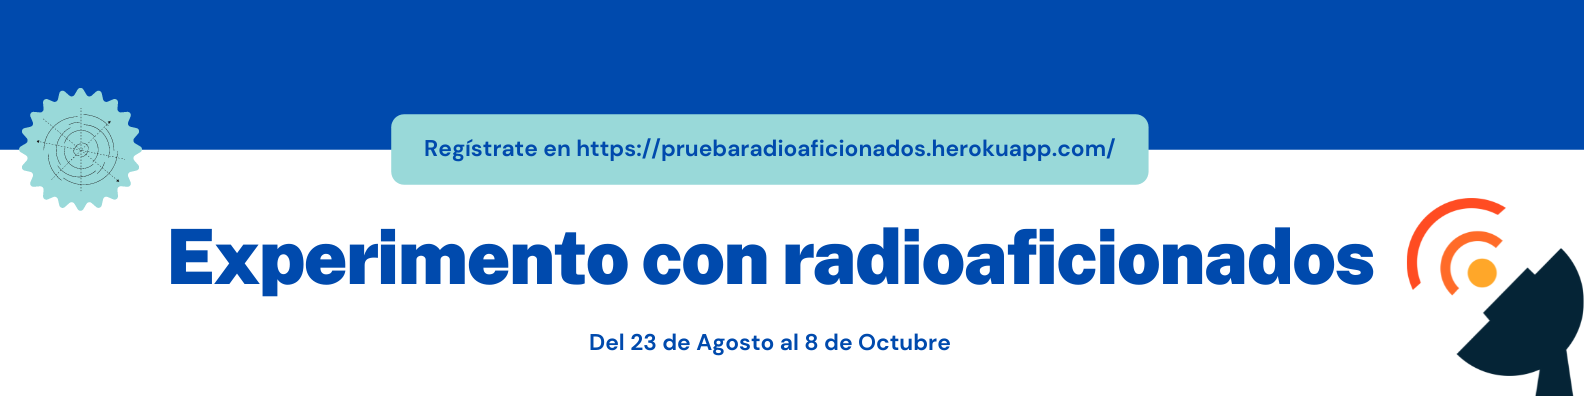 Regístrate en https://pruebaradioaficionados.herokuapp.com/
Experimento con radioaficionados
Del 23 de Agosto al 8 de Octubre